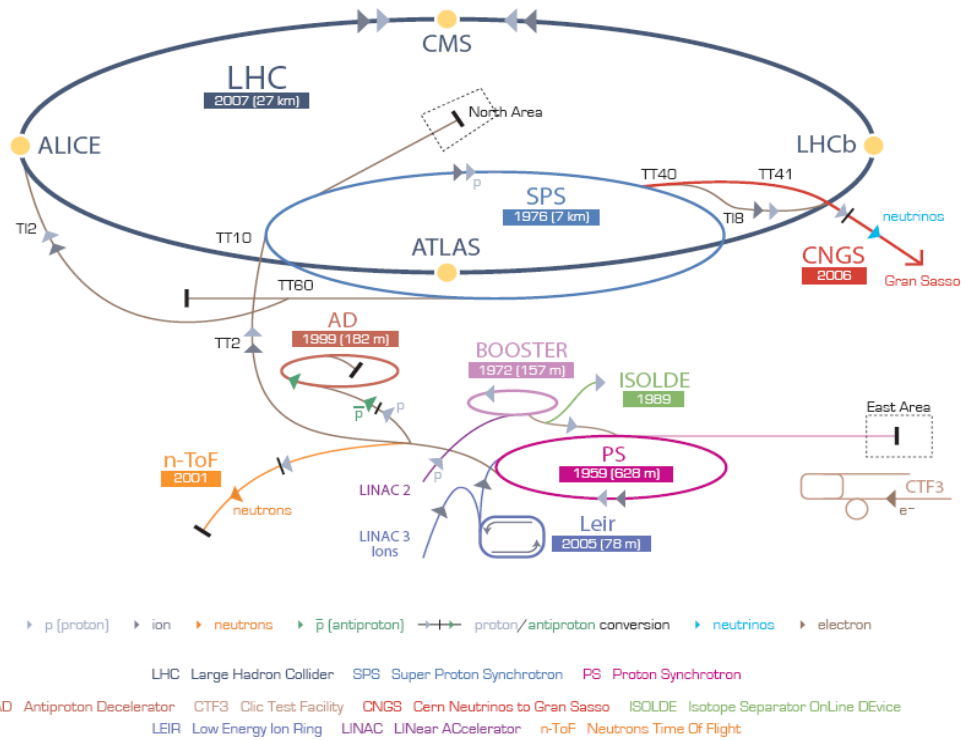 CMS
LHC
2007 (27 km)
North Area
ALICE
LHCb
TT40
TT41
p
SPS
1976 (7 km)
TI8
neutrinos
TI2
TT10
ATLAS
CNGS
2006
Gran Sasso
TT60
AD
1999 (182 m)
TT2
BOOSTER
1972 (157 m)
ISOLDE
1989
p̄
p
East Area
n-ToF
2001
PS
1959 (628 m)
p
LINAC 2
neutrons
CTF3
e–
Leir
2005 (78 m)
LINAC 3
Ions
p (proton) ion neutrons p̄ (antiproton) proton/antiproton conversion neutrinos electron
LHC Large Hadron Collider SPS Super Proton Synchrotron PS Proton Synchrotron
AD Antiproton Decelerator CTF3 Clic Test Facility CNGS Cern Neutrinos to Gran Sasso ISOLDE Isotope Separator OnLine DEvice
LEIR Low Energy Ion Ring LINAC LINear ACcelerator n-ToF Neutrons Time Of Flight